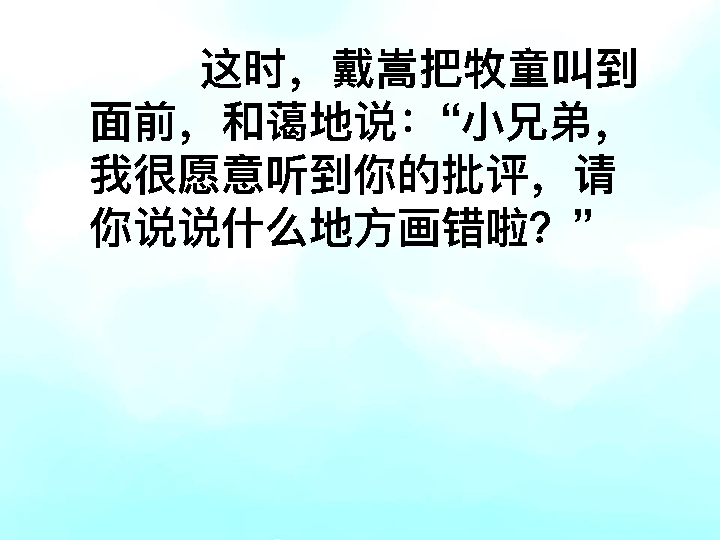 这时，戴嵩把牧童叫到
面前，和蔼地说：“小兄弟，
我很愿意听到你的批评，请
你说说什么地方画错啦？”